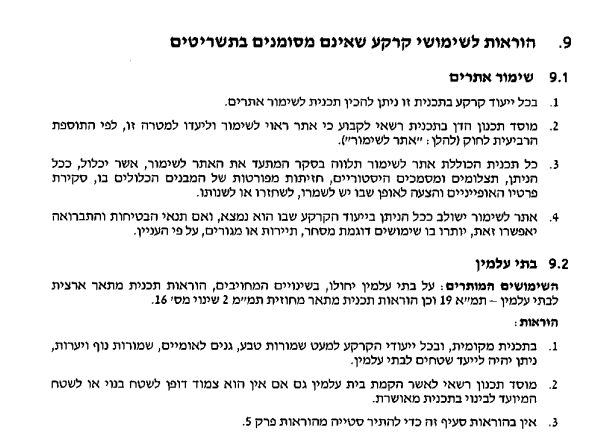 9. הוראות לשימושי קרקע שאינם מסומנים בתשריטים
9.1 שימור אתרים
1. בכל ייעוד קרקע בתכנית זו ניתן להכין תכנית לשימור אתרים.
2. מוסד תכנון הדן בתכנית רשאי לקבוע כי אתר ראוי לשימור וליעדו למטרה זו, לפי התוספת
הרביעית לחוק (להלן: "אתר לשימור").
3. כל תכנית הכוללת אתר לשימור תלווה בסקר המתעד את האתר לשימור, אשר יכלול, ככל
הניתן, תצלומים ומסמכים היסטוריים, חזיתות מפורטות של המבנים הכלולים בו, סקירת
פרטיו האופייניים והצעה לאופן שבו יש לשמרו, לשחזרו או לשנותו.
4. אתר לשימור ישולב ככל הניתן בייעוד הקרקע שבו הוא נמצא, ואם תנאי הבטיחות והתברואה
יאפשרו זאת, יותרו בו שימושים דוגמת מסחר, תיירות או מגורים, על פי העניין.
9.2 בתי עלמין
השימושים המותרים: על בתי עלמין יחולו, בשינויים המחויבים, הוראות תכנית מתאר ארצית
לבתי עלמין – תמ"א 19 וכן הוראות תכנית מתאר מחוזית תמ"מ 2 שינוי מס' 16.
הוראות:
1. בתכנית מקומית, ובכל ייעודי הקרקע למעט שמורות טבע, גנים לאומיים, שמורות נוף ויערות,
ניתן יהיה לייעד שטחים לבתי עלמין.
2. מוסד תכנון רשאי לאשר הקמת בית עלמין גם אם אין הוא צמוד דופן לשטח בנוי או לשטח
המיועד לבינוי בתכנית מאושרת.
3. אין בהוראות סעיף זה כדי להתיר סטייה מהוראות פרק 5.